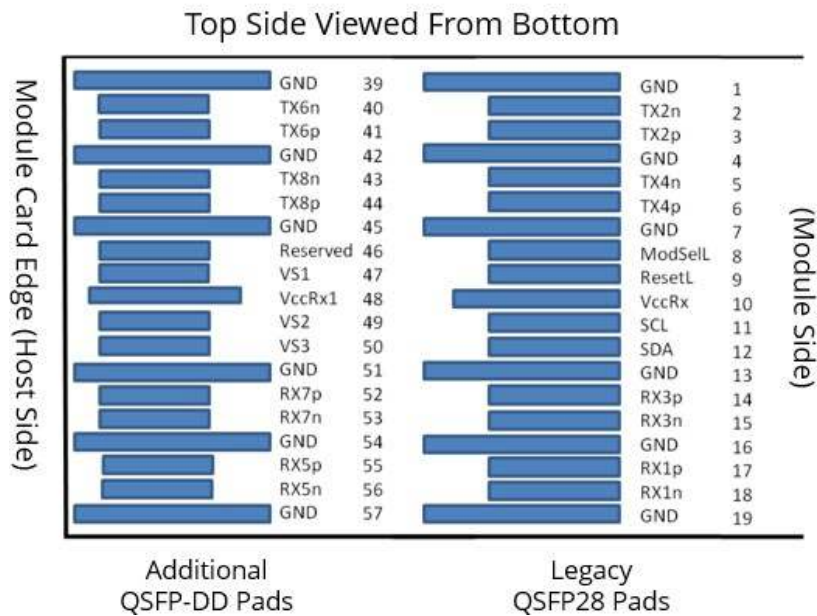 Top Side Viewed From Bottom
Module Card Edge (Host Side)
GND 39 GND 1
TX6n 40 TX2n 2
TX6p 41 TX2p 3
GND 42 GND 4
TX8n 43 TX4n 5
TX8p 44 TX4p 6
GND 45 GND 7
Reserved 46 ModSelL 8
VS1 47 ResetL 9
VccRx1 48 VccRx 10
VS2 49 SCL 11
VS3 50 SDA 12
GND 51 GND 13
RX7p 52 RX3p 14
RX7n 53 RX3n 15
GND 54 GND 16
RX5p 55 RX1p 17
RX5n 56 RX1n 18
GND 57 GND 19
(Module Side)
Additional
QSFP-DD Pads
Legacy
QSFP28 Pads